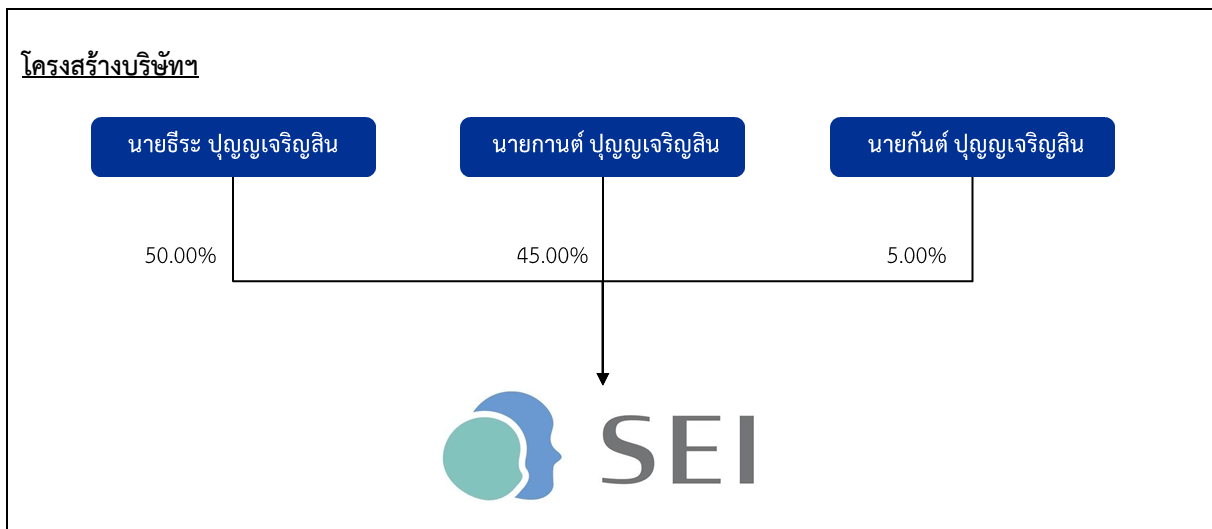 โครงสร้างบริษัทฯ
นายธีระ ปุญญเจริญสิน
นายกานต์ ปุญญเจริญสิน
นายกันต์ ปุญญเจริญสิน
50.00%
45.00%
5.00%
SEI